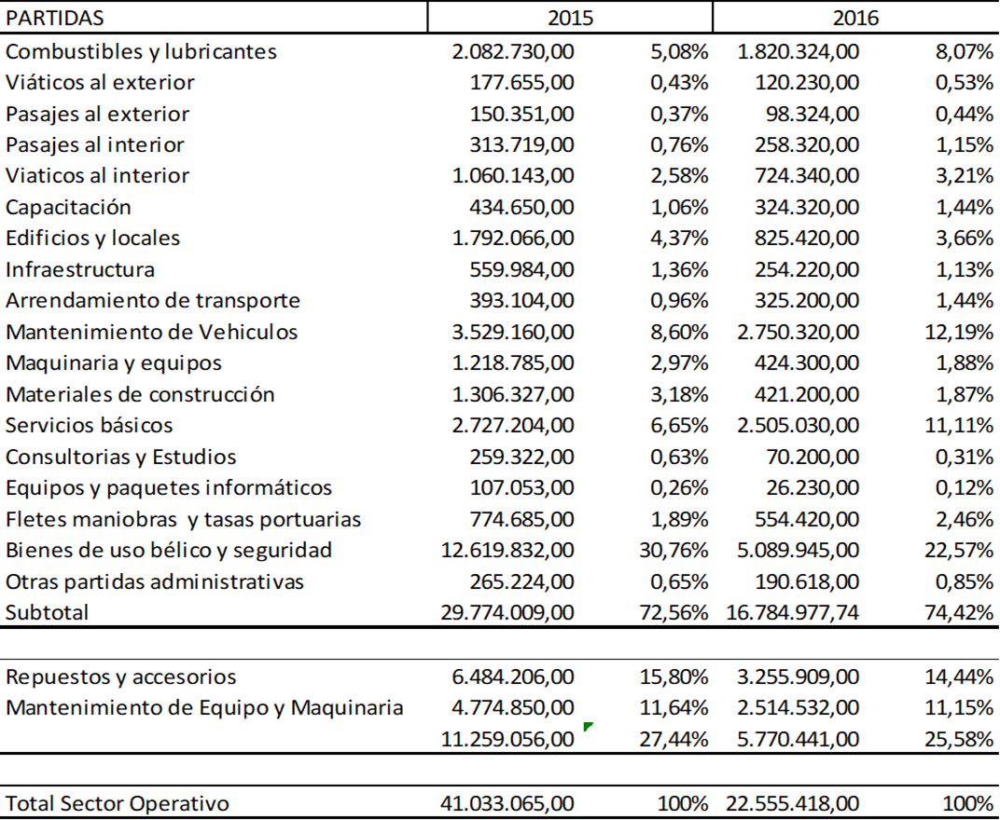 PARTIDAS 2015 2016
Combustibles y lubricantes 2.082.730,00 5,08% 1.820.324,00 8,07%
Viáticos al exterior 177.655,00 0,43% 120.230,00 0,53%
Pasajes al exterior 150.351,00 0,37% 98.324,00 0,44%
Pasajes al interior 313.719,00 0,76% 258.320,00 1,15%
Viaticos al interior 1.060.143,00 2,58% 724.340,00 3,21%
Capacitación 434.650,00 1,06% 324.320,00 1,44%
Edificios y locales 1.792.066,00 4,37% 825.420,00 3,66%
Infraestructura 559.984,00 1,36% 254.220,00 1,13%
Arrendamiento de transporte 393.104,00 0,96% 325.200,00 1,44%
Mantenimiento de Vehiculos 3.529.160,00 8,60% 2.750.320,00 12,19%
Maquinaria y equipos 1.218.785,00 2,97% 424.300,00 1,88%
Materiales de construcción 1.306.327,00 3,18% 421.200,00 1,87%
Servicios básicos 2.727.204,00 6,65% 2.505.030,00 11,11%
Consultorias y Estudios 259.322,00 0,63% 70.200,00 0,31%
Equipos y paquetes informáticos 107.053,00 0,26% 26.230,00 0,12%
Fletes maniobras y tasas portuarias 774.685,00 1,89% 554.420,00 2,46%
Bienes de uso bélico y seguridad 12.619.832,00 30,76% 5.089.945,00 22,57%
Otras partidas administrativas 265.224,00 0,65% 190.618,00 0,85%
Subtotal 29.774.009,00 72,56% 16.784.977,74 74,42%
Repuestos y accesorios 6.484.206,00 15,80% 3.255.909,00 14,44%
Mantenimiento de Equipo y Maquinaria 4.774.850,00 11,64% 2.514.532,00 11,15%
11.259.056,00 27,44% 5.770.441,00 25,58%
Total Sector Operativo 41.033.065,00 100% 22.555.418,00 100%